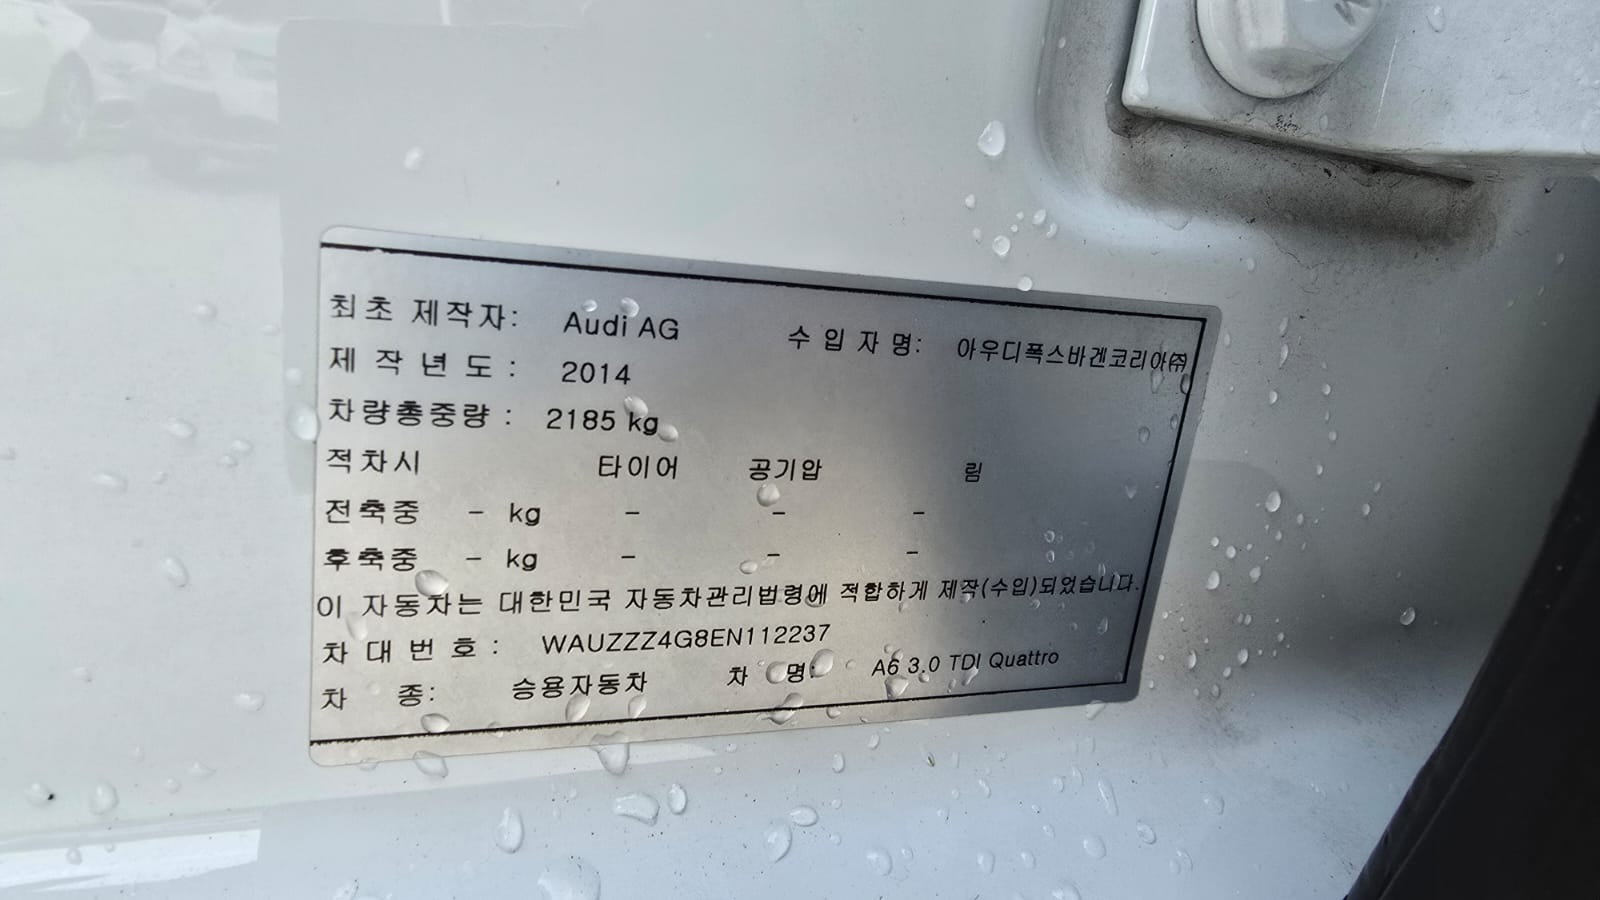 최초 제작자: Audi AG 수 입 자 명: 아우디폭스바겐코리아㈜
제 작 년 도 : 2014
차량총중량 : 2185 kg
적차시 타이어 공기압 림
전축중 - kg - - -
후축중 - kg - - -
이 자동차는 대한민국 자동차관리법령에 적합하게 제작(수입)되었습니다.
차 대 번 호 : WAUZZZ4G8EN112237
차 종: 승용자동차 차 명: A6 3.0 TDI Quattro